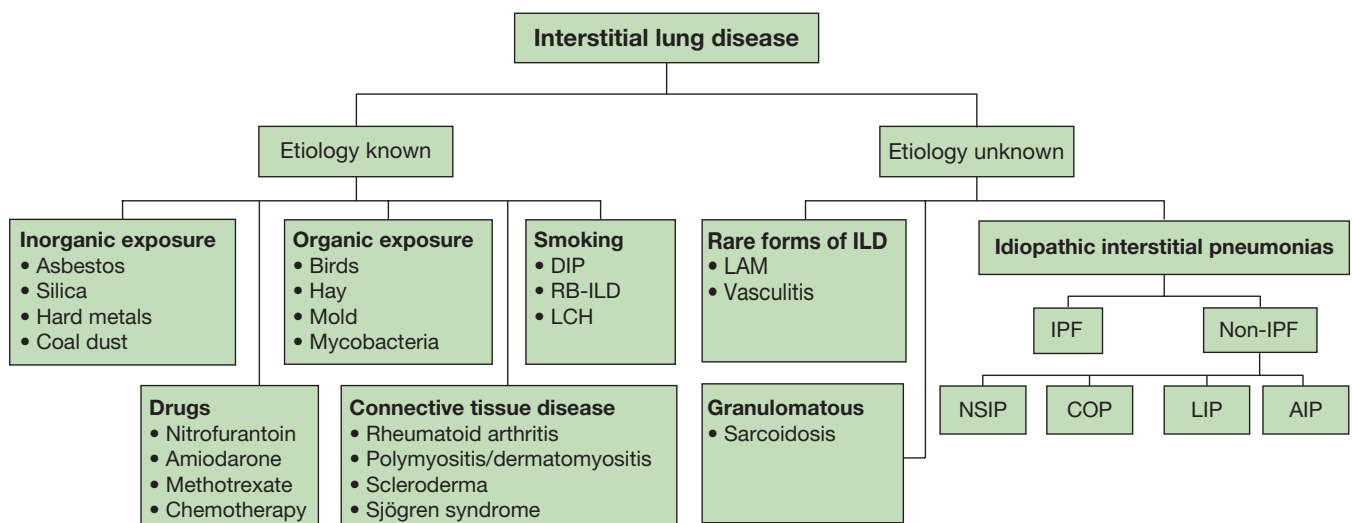 Interstitial lung disease
Etiology known
Etiology unknown
Inorganic exposure
• Asbestos
• Silica
• Hard metals
• Coal dust
Organic exposure
• Birds
• Hay
• Mold
• Mycobacteria
Smoking
• DIP
• RB-ILD
• LCH
Rare forms of ILD
• LAM
• Vasculitis
Idiopathic interstitial pneumonias
IPF
Non-IPF
NSIP
COP
LIP
AIP
Drugs
• Nitrofurantoin
• Amiodarone
• Methotrexate
• Chemotherapy
Connective tissue disease
• Rheumatoid arthritis
• Polymyositis/dermatomyositis
• Scleroderma
• Sjögren syndrome
Granulomatous
• Sarcoidosis